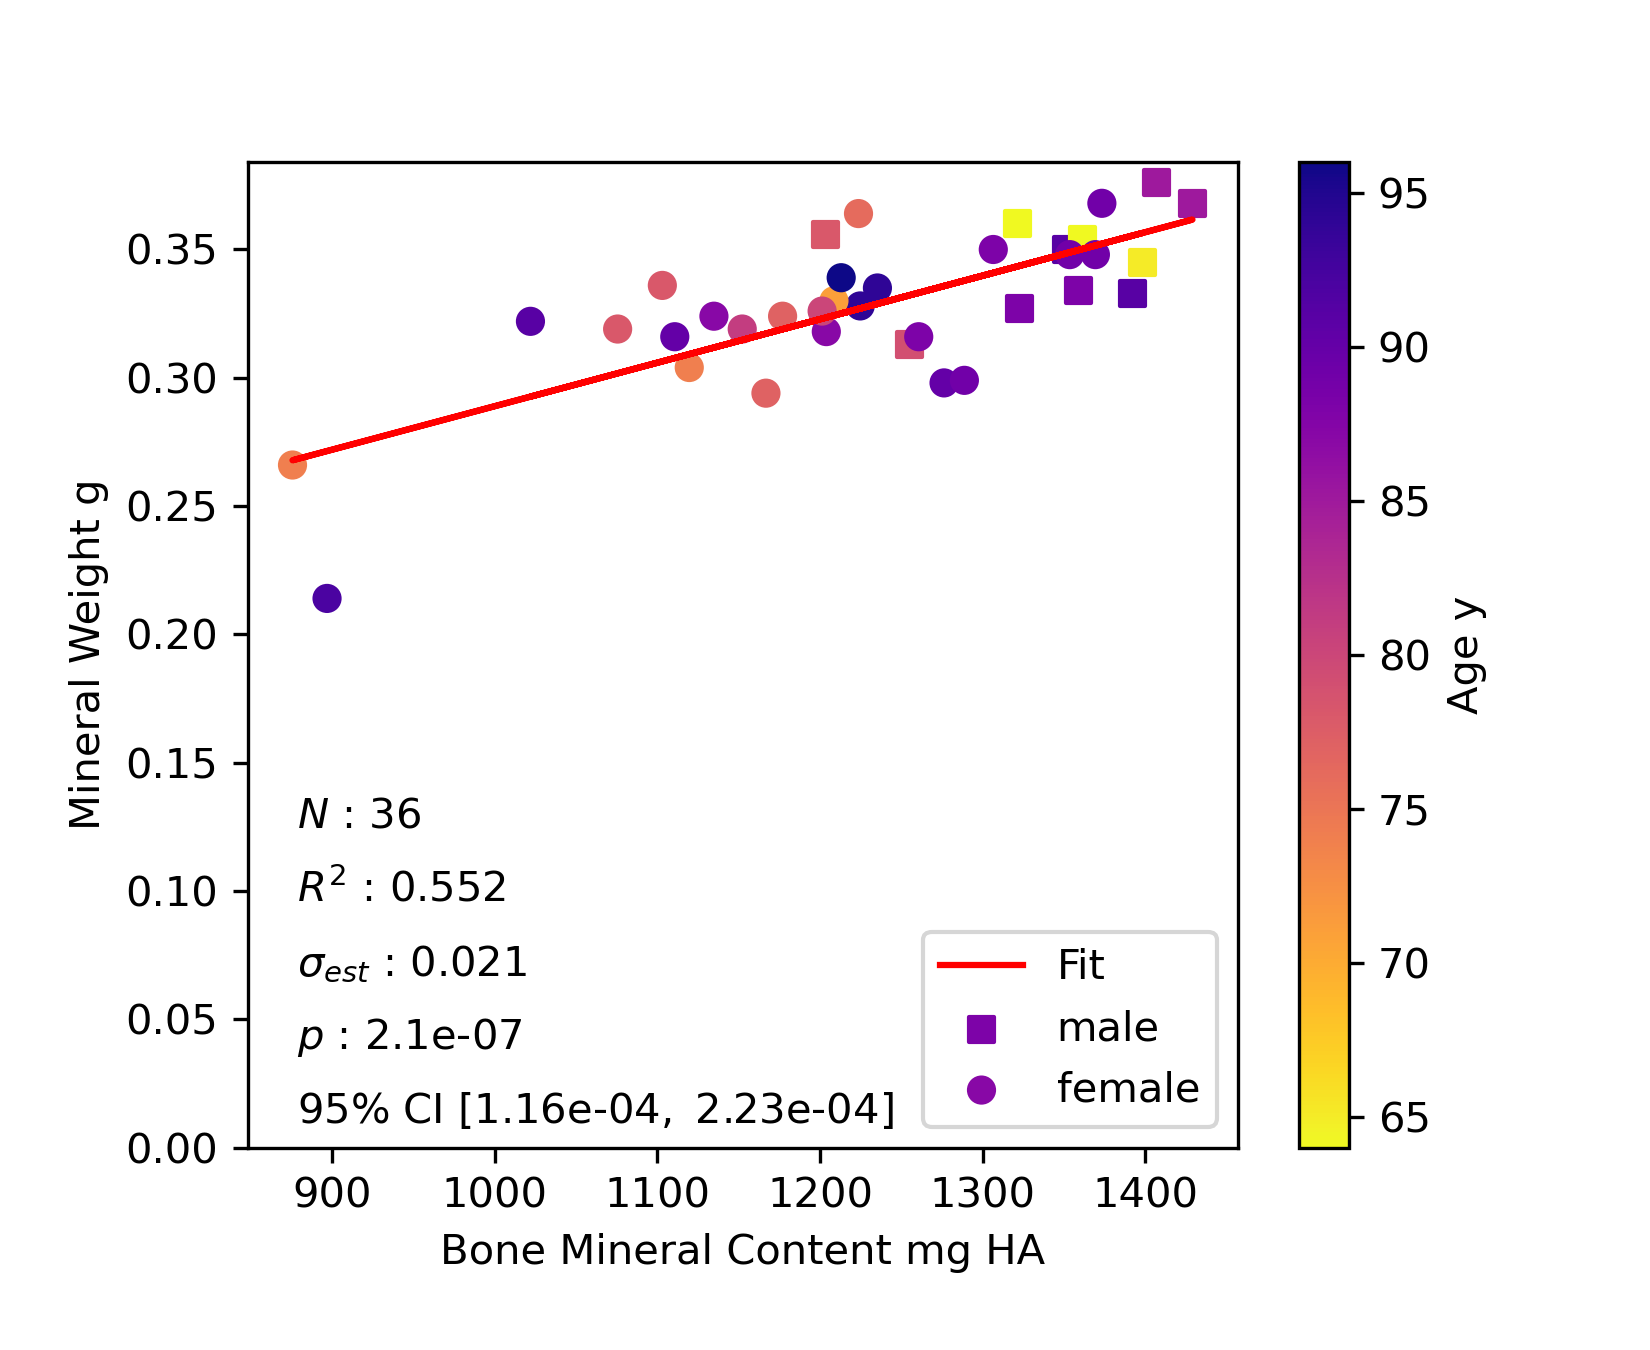 0.35
0.30
0.25
0.20
0.15
0.10
0.05
0.00
Mineral Weight g
N : 36
R² : 0.552
σest : 0.021
p : 2.1e-07
95% CI [1.16e-04, 2.23e-04]
Fit
male
female
900 1000 1100 1200 1300 1400
Bone Mineral Content mg HA
95
90
85
80
75
70
65
Age y